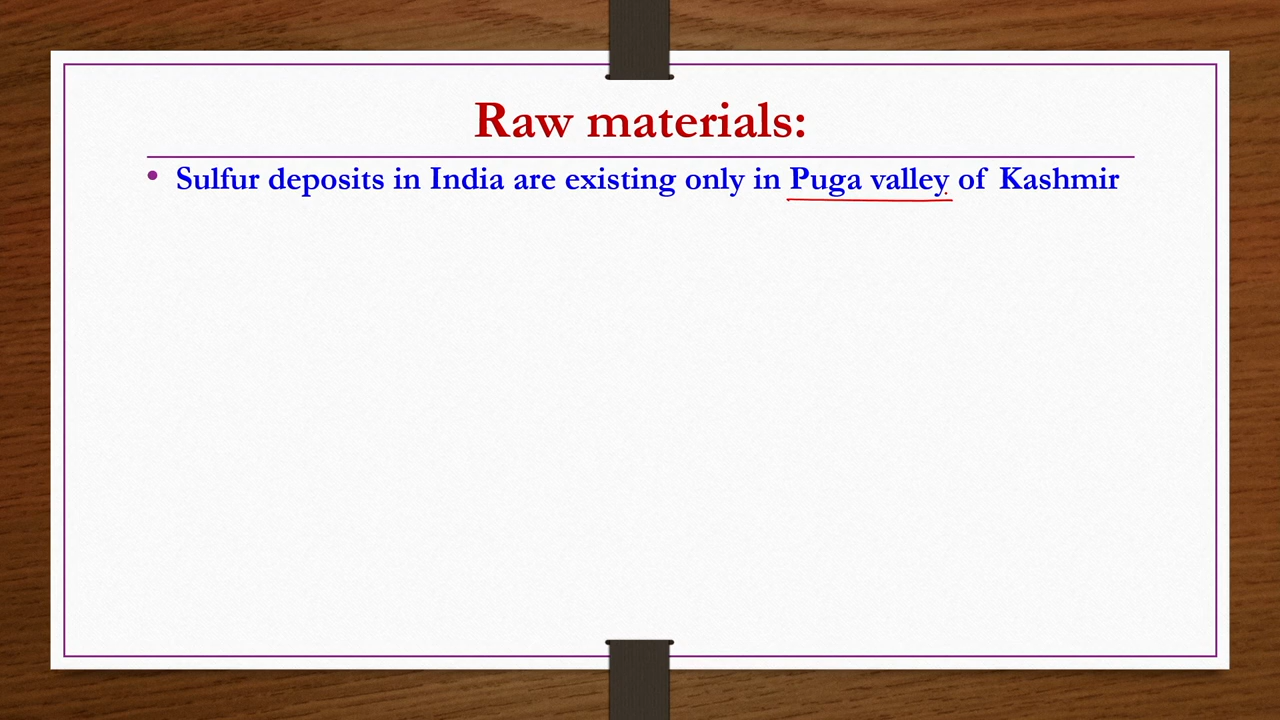 Raw materials:
• Sulfur deposits in India are existing only in Puga valley of Kashmir